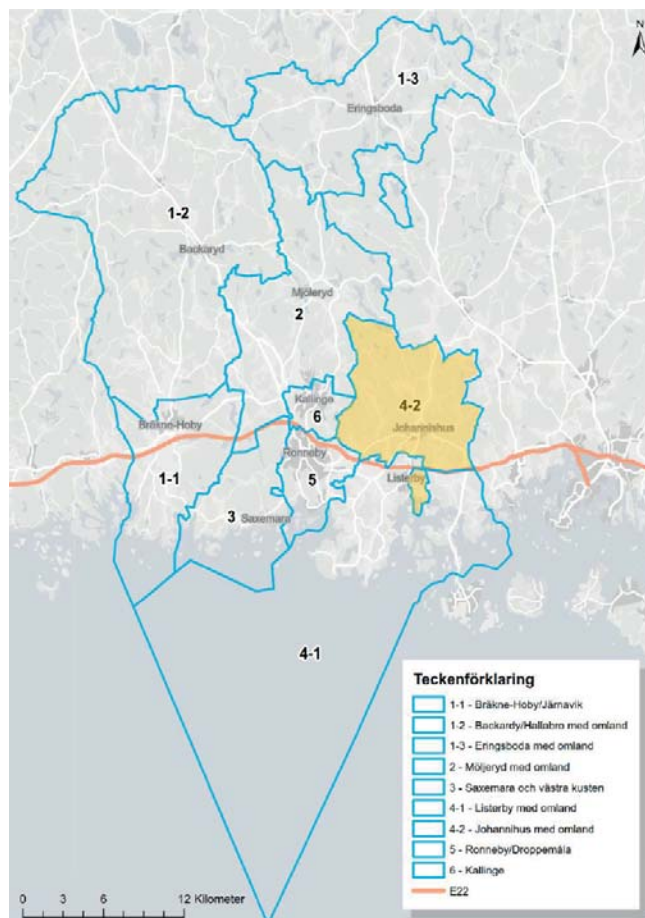 N
1-3
Eringsboda
1-2
Backaryd
Mjöleryd
2
Kallinge
6
4-2
Johannishus
Bräkne-Hoby
Ronneby
1-1
5
Listerby
3
Saxemara
4-1
Teckenförklaring
1-1 - Bräkne-Hoby/Järnavik
1-2 - Backardy/Hallabro med omland
1-3 - Eringsboda med omland
2 - Möljeryd med omland
3 - Saxemara och västra kusten
4-1 - Listerby med omland
4-2 - Johannihus med omland
5 - Ronneby/Droppemåla
6 - Kallinge
E22
0 3 6 12 Kilometer